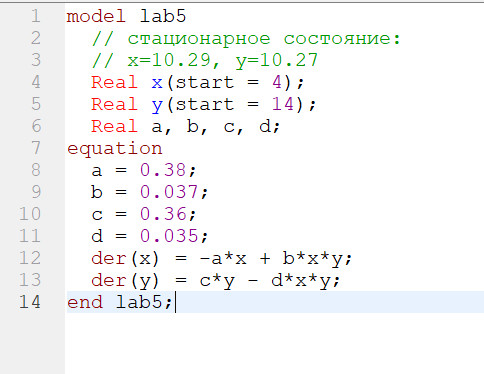 1 model lab5
2   // стационарное состояние:
3   // x=10.29, y=10.27
4   Real x(start = 4);
5   Real y(start = 14);
6   Real a, b, c, d;
7 equation
8   a = 0.38;
9   b = 0.037;
10   c = 0.36;
11   d = 0.035;
12   der(x) = -a*x + b*x*y;
13   der(y) = c*y - d*x*y;
14 end lab5;